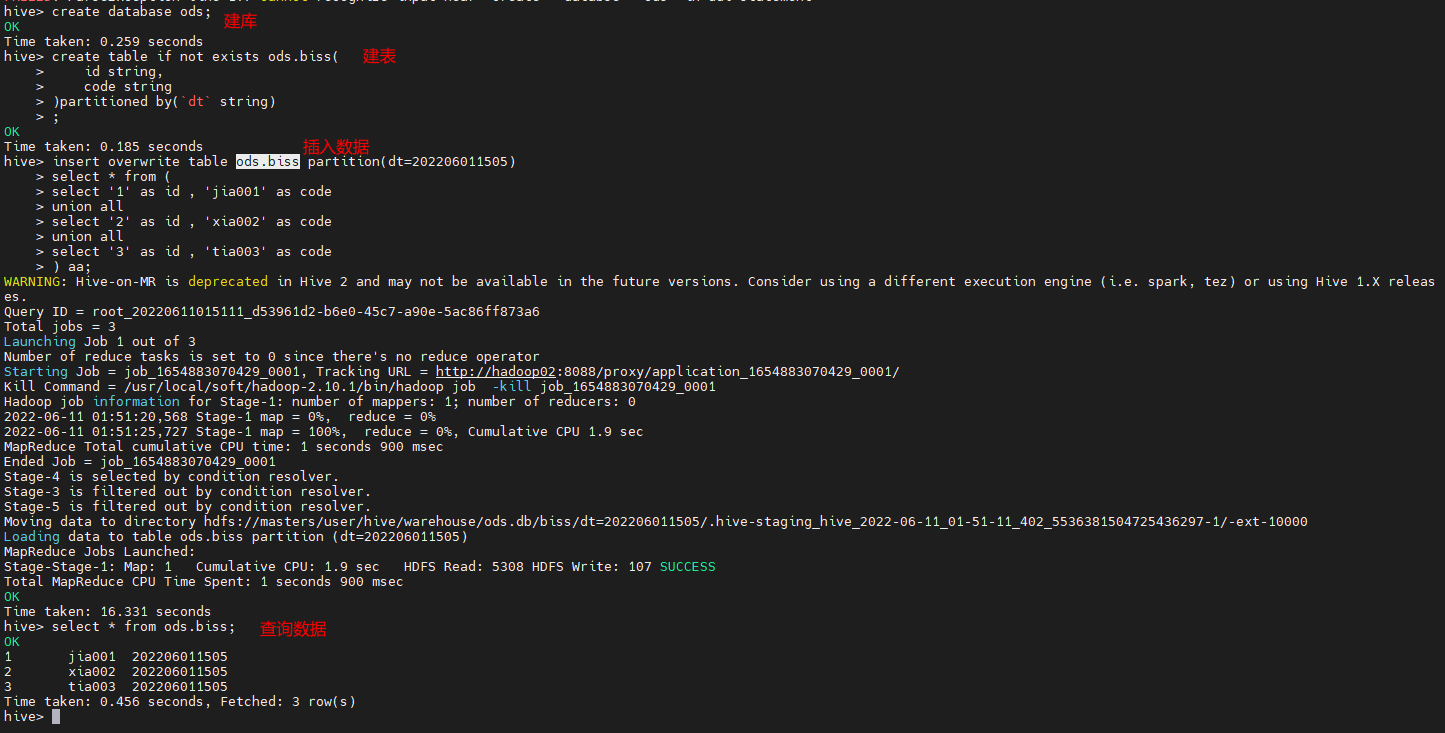 hive> create database ods;
建库
OK
Time taken: 0.259 seconds
hive> create table if not exists ods.biss(
建表
    >     id string,
    >     code string
    > )partitioned by(`dt` string)
    > ;
OK
Time taken: 0.185 seconds
插入数据
hive> insert overwrite table ods.biss partition(dt=202206011505)
    > select * from (
    > select '1' as id , 'jia001' as code
    > union all
    > select '2' as id , 'xia002' as code
    > union all
    > select '3' as id , 'tia003' as code
    > ) aa;
WARNING: Hive-on-MR is deprecated in Hive 2 and may not be available in the future versions. Consider using a different execution engine (i.e. spark, tez) or using Hive 1.X releas
es.
Query ID = root_20220611015111_d53961d2-b6e0-45c7-a90e-5ac86ff873a6
Total jobs = 3
Launching Job 1 out of 3
Number of reduce tasks is set to 0 since there's no reduce operator
Starting Job = job_1654883070429_0001, Tracking URL = http://hadoop02:8088/proxy/application_1654883070429_0001/
Kill Command = /usr/local/soft/hadoop-2.10.1/bin/hadoop job  -kill job_1654883070429_0001
Hadoop job information for Stage-1: number of mappers: 1; number of reducers: 0
2022-06-11 01:51:20,568 Stage-1 map = 0%,  reduce = 0%
2022-06-11 01:51:25,727 Stage-1 map = 100%,  reduce = 0%, Cumulative CPU 1.9 sec
MapReduce Total cumulative CPU time: 1 seconds 900 msec
Ended Job = job_1654883070429_0001
Stage-4 is selected by condition resolver.
Stage-3 is filtered out by condition resolver.
Stage-5 is filtered out by condition resolver.
Moving data to directory hdfs://masters/user/hive/warehouse/ods.db/biss/dt=202206011505/.hive-staging_hive_2022-06-11_01-51-11_402_5536381504725436297-1/-ext-10000
Loading data to table ods.biss partition (dt=202206011505)
MapReduce Jobs Launched:
Stage-Stage-1: Map: 1   Cumulative CPU: 1.9 sec   HDFS Read: 5308 HDFS Write: 107 SUCCESS
Total MapReduce CPU Time Spent: 1 seconds 900 msec
OK
Time taken: 16.331 seconds
hive> select * from ods.biss;
查询数据
OK
1       jia001  202206011505
2       xia002  202206011505
3       tia003  202206011505
Time taken: 0.456 seconds, Fetched: 3 row(s)
hive>